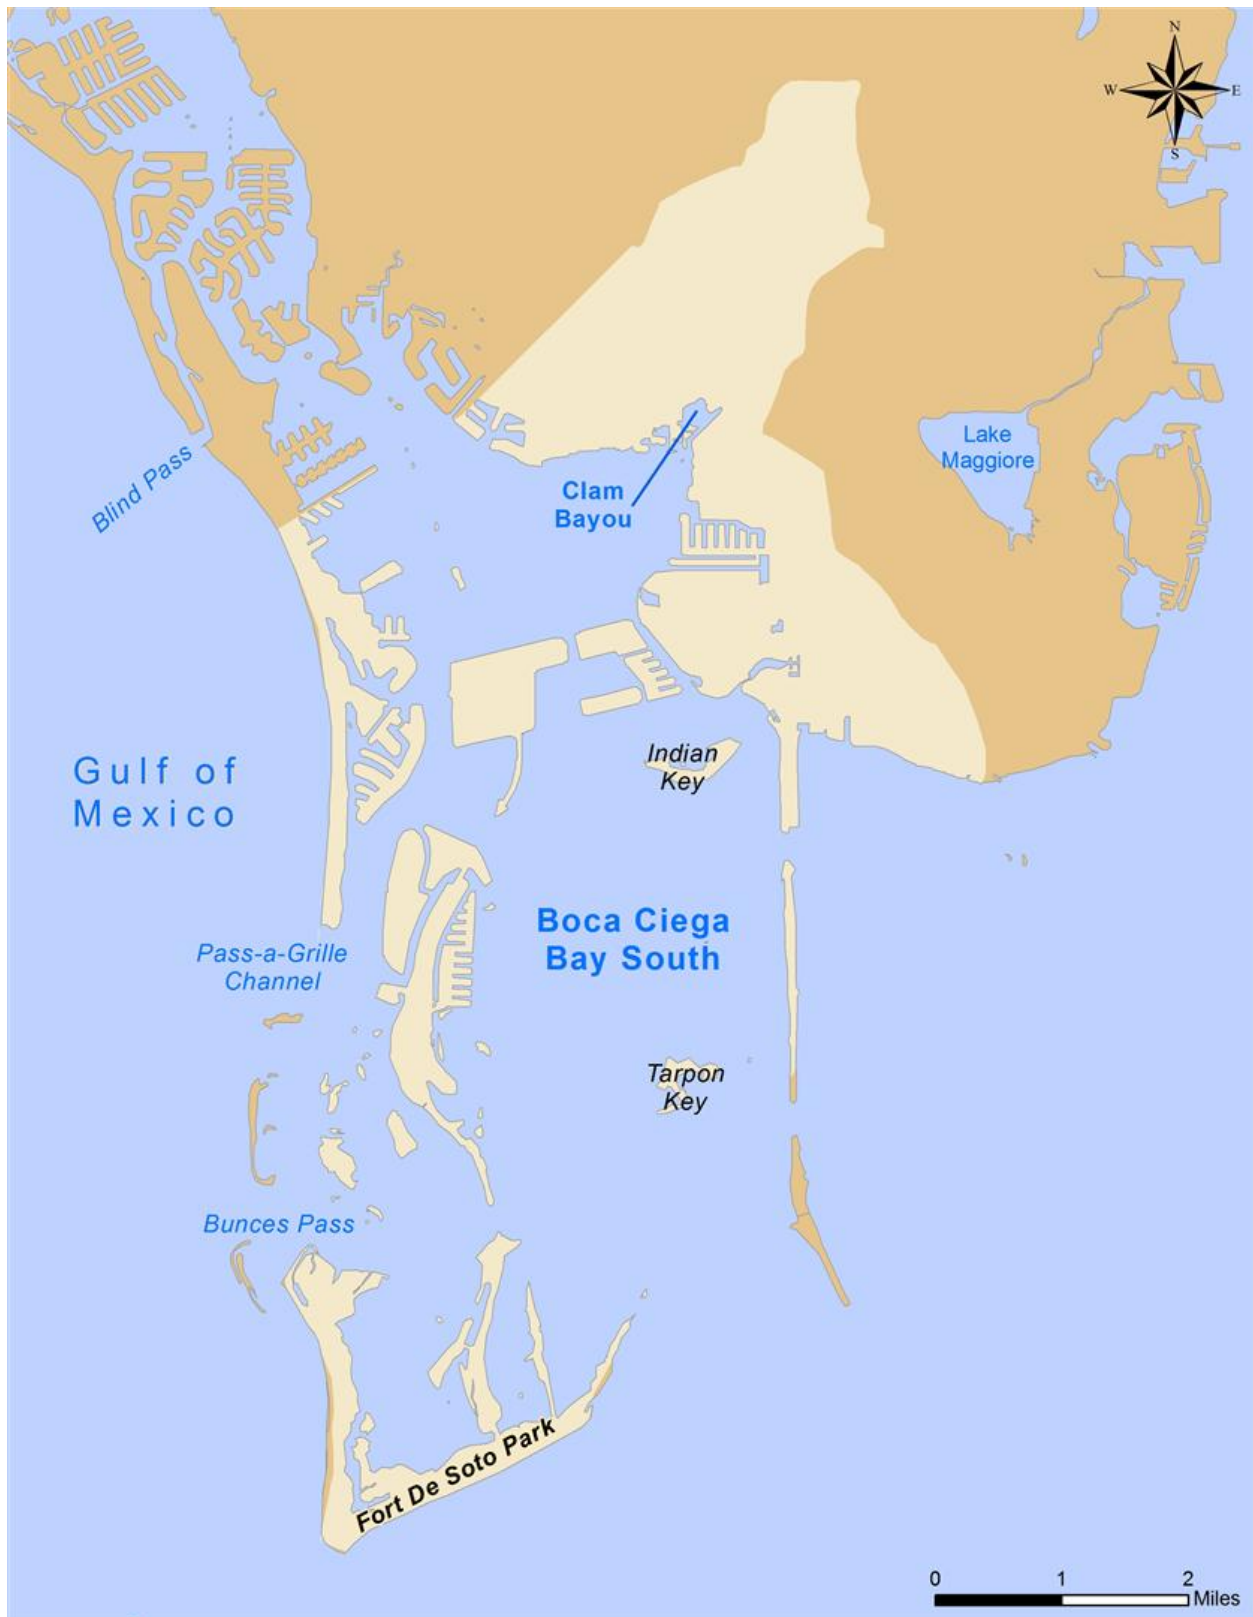 N
W E
S
Lake
Maggiore
Blind Pass
Clam
Bayou
Gulf of
Mexico
Indian
Key
Boca Ciega
Bay South
Pass-a-Grille
Channel
Tarpon
Key
Bunces Pass
Fort De Soto Park
0 1 2
Miles